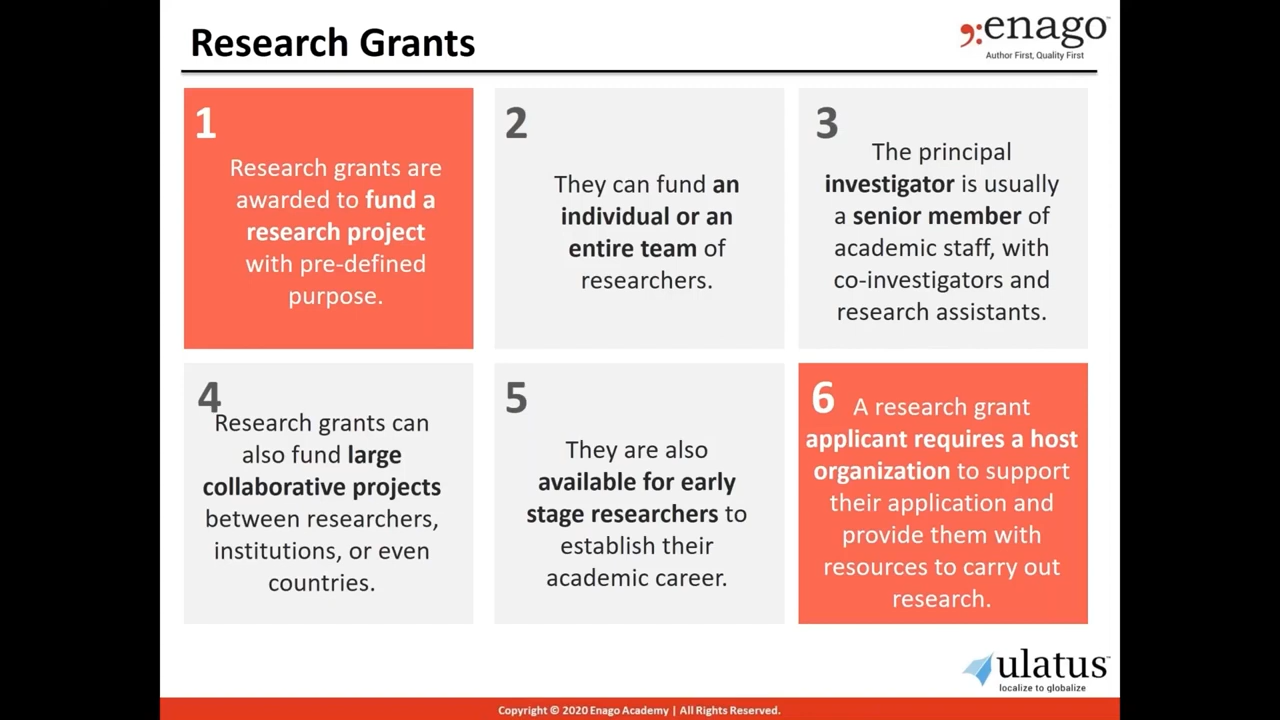 Research Grants
enago™
Author First, Quality First
1
Research grants are
awarded to fund a
research project
with pre-defined
purpose.
2
They can fund an
individual or an
entire team of
researchers.
3
The principal
investigator is usually
a senior member of
academic staff, with
co-investigators and
research assistants.
4
Research grants can
also fund large
collaborative projects
between researchers,
institutions, or even
countries.
5
They are also
available for early
stage researchers to
establish their
academic career.
6
A research grant
applicant requires a host
organization to support
their application and
provide them with
resources to carry out
research.
ulatus™
localize to globalize
Copyright © 2020 Enago Academy | All Rights Reserved.